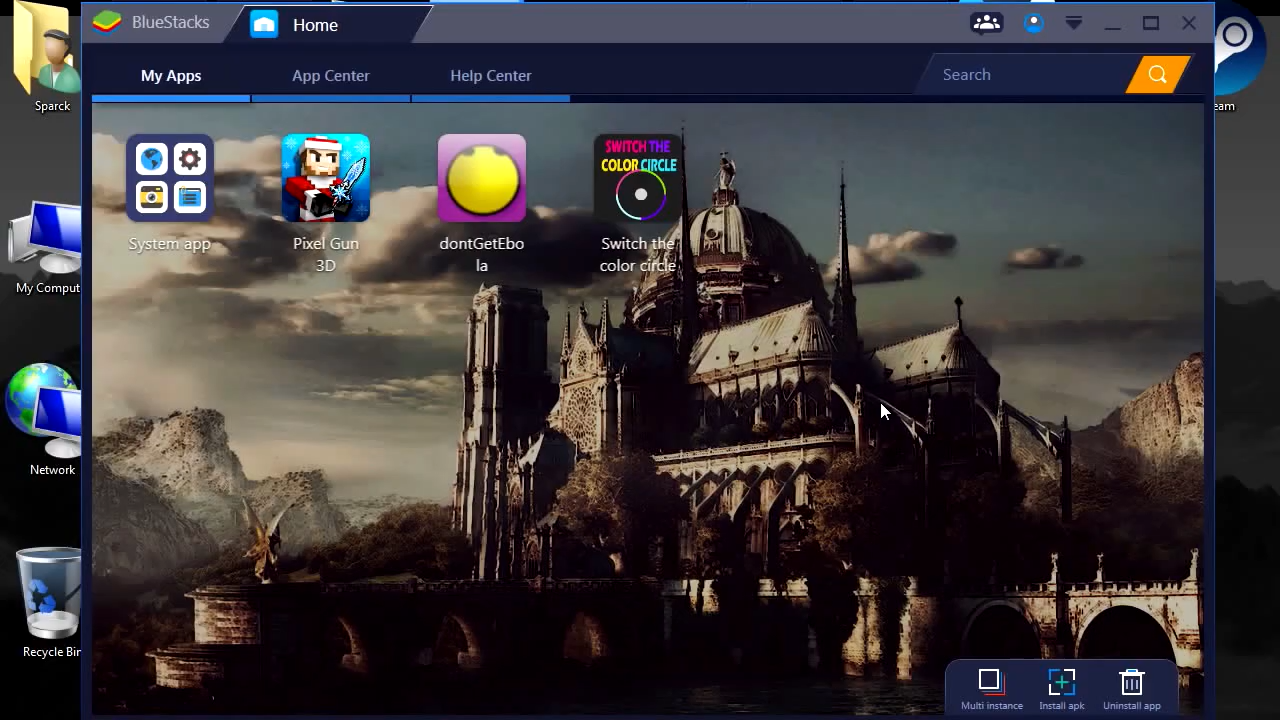 BlueStacks
Home
My Apps
App Center
Help Center
Search
SWITCH THE
COLOR CIRCLE
System app
Pixel Gun
3D
dontGetEbo
la
Switch the
color circle
Multi instance
Install apk
Uninstall app
Sparck
My Comput
Network
Recycle Bin
eam